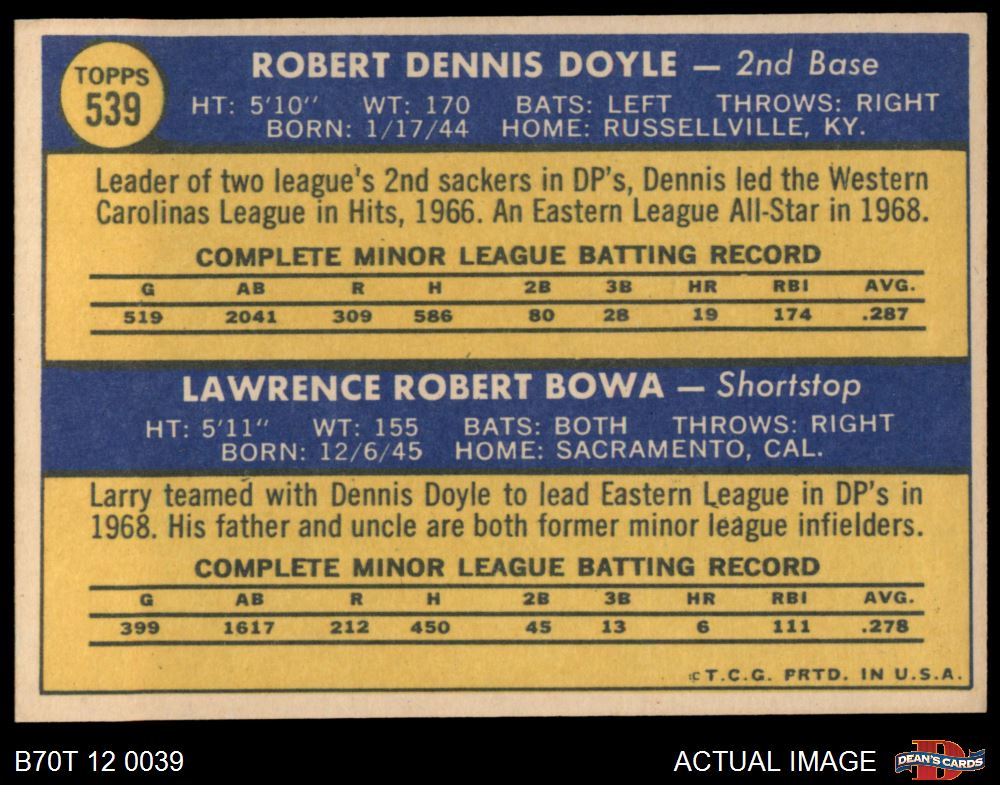 TOPPS
539
ROBERT DENNIS DOYLE — 2nd Base
HT: 5'10" WT: 170 BATS: LEFT THROWS: RIGHT
BORN: 1/17/44 HOME: RUSSELLVILLE, KY.
Leader of two league's 2nd sackers in DP's, Dennis led the Western
Carolinas League in Hits, 1966. An Eastern League All-Star in 1968.
COMPLETE MINOR LEAGUE BATTING RECORD
G AB R H 2B 3B HR RBI AVG.
519 2041 309 586 80 28 19 174 .287
LAWRENCE ROBERT BOWA — Shortstop
HT: 5'11" WT: 155 BATS: BOTH THROWS: RIGHT
BORN: 12/6/45 HOME: SACRAMENTO, CAL.
Larry teamed with Dennis Doyle to lead Eastern League in DP's in
1968. His father and uncle are both former minor league infielders.
COMPLETE MINOR LEAGUE BATTING RECORD
G AB R H 2B 3B HR RBI AVG.
399 1617 212 450 45 13 6 111 .278
©T.C.G. PRTD. IN U.S.A.
B70T 12 0039 ACTUAL IMAGE DEAN'S CARDS